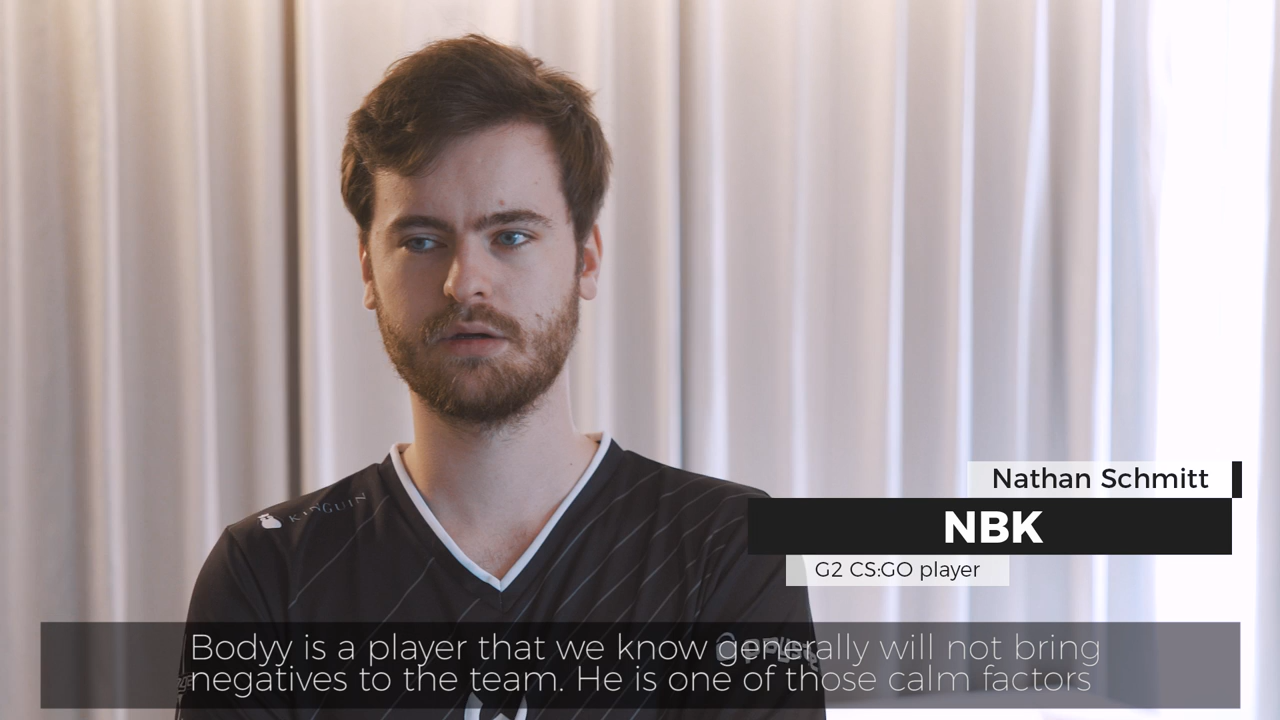 KINGUIN
Nathan Schmitt
NBK
G2 CS:GO player
Bodyy is a player that we know generally will not bring
negatives to the team. He is one of those calm factors